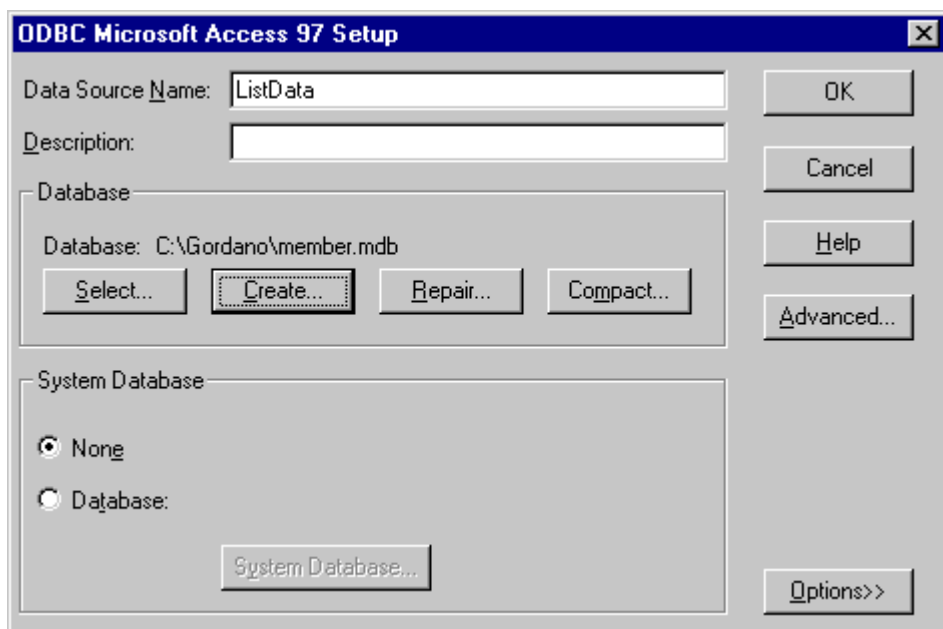 ODBC Microsoft Access 97 Setup
Data Source Name: ListData
OK
Description:
Cancel
Database
Database: C:\Gordano\member.mdb
Help
Select... Create... Repair... Compact...
Advanced...
System Database
None
Database:
System Database...
Options>>